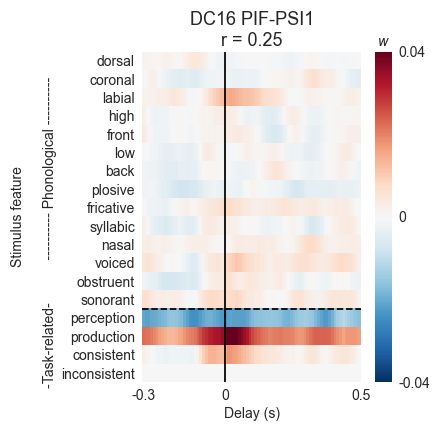 DC16 PIF-PSI1
r = 0.25
w
dorsal
coronal
labial
high
front
low
back
plosive
fricative
syllabic
nasal
voiced
obstruent
sonorant
perception
production
consistent
inconsistent
Stimulus feature
---------- Phonological ----------
-Task-related-
-0.3
0
0.5
Delay (s)
0.04
0
-0.04